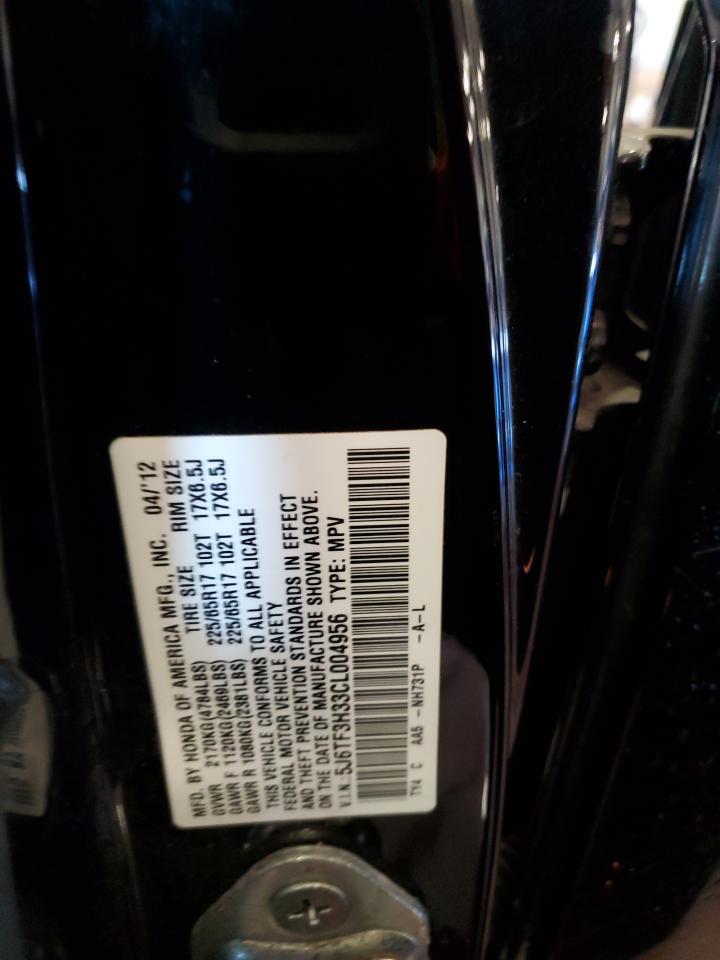 MFD. BY HONDA OF AMERICA MFG., INC. 04/'12
GVWR 2170KG(4784LBS) TIRE SIZE RIM SIZE
GAWR F 1120KG(2469LBS) 225/65R17 102T 17X6.5J
GAWR R 1080KG(2381LBS) 225/65R17 102T 17X6.5J
THIS VEHICLE CONFORMS TO ALL APPLICABLE
FEDERAL MOTOR VEHICLE SAFETY
AND THEFT PREVENTION STANDARDS IN EFFECT
ON THE DATE OF MANUFACTURE SHOWN ABOVE.
V.I.N.:5J6TF3H33CL004956 TYPE: MPV
TY4 C AA5 - NH731P -A-L